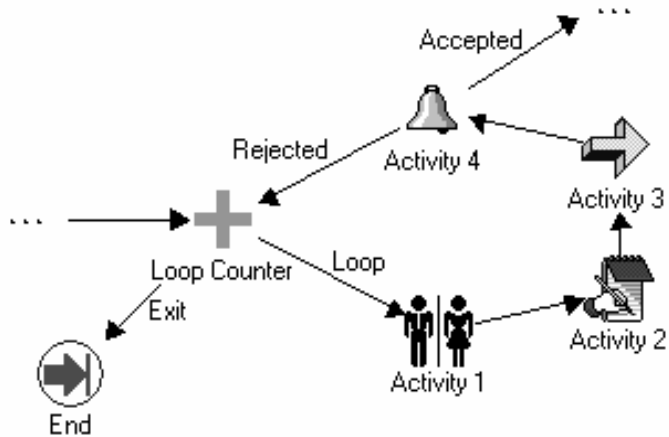 ...
Accepted
Rejected
Activity 4
Activity 3
...
Loop Counter
Loop
Exit
Activity 2
Activity 1
End